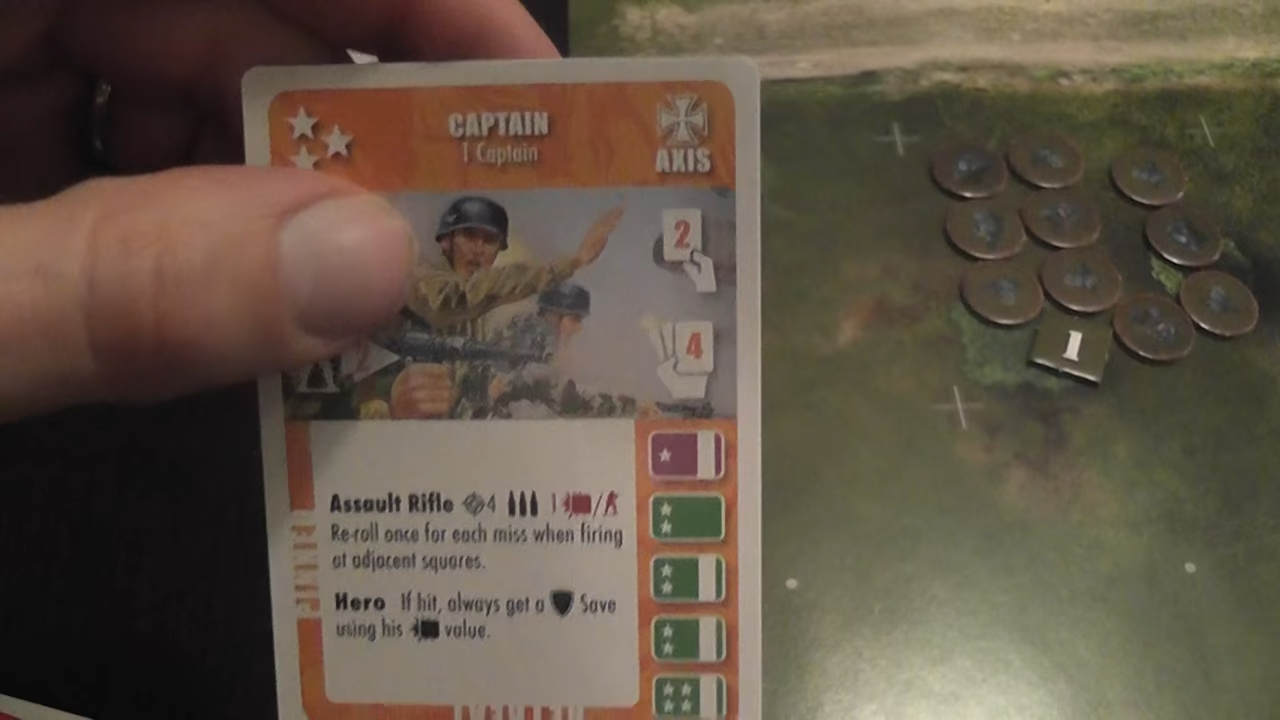 CAPTAIN
1 Captain
AXIS
2
4
Assault Rifle 4 1 /
Re-roll once for each miss when firing
at adjacent squares.
Hero If hit, always get a Save
using his value.
1